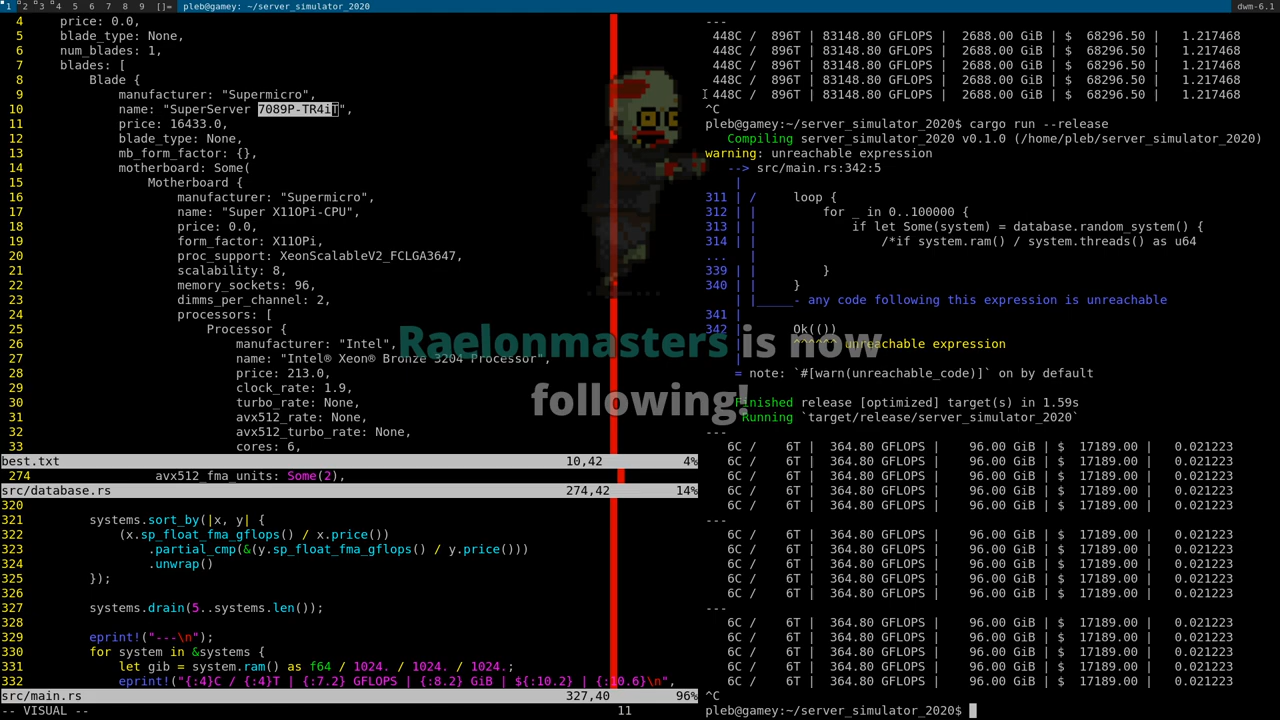 1 2 3 4 5 6 7 8 9 []= pleb@gamey: ~/server_simulator_2020 dwm-6.1
4 price: 0.0,
5 blade_type: None,
6 num_blades: 1,
7 blades: [
8 Blade {
9 manufacturer: "Supermicro",
10 name: "SuperServer 7089P-TR4iT",
11 price: 16433.0,
12 blade_type: None,
13 mb_form_factor: {},
14 motherboard: Some(
15 Motherboard {
16 manufacturer: "Supermicro",
17 name: "Super X11OPi-CPU",
18 price: 0.0,
19 form_factor: X11OPi,
20 proc_support: XeonScalableV2_FCLGA3647,
21 scalability: 8,
22 memory_sockets: 96,
23 dimms_per_channel: 2,
24 processors: [
25 Processor {
26 manufacturer: "Intel",
27 name: "Intel® Xeon® Bronze 3204 Processor",
28 price: 213.0,
29 clock_rate: 1.9,
30 turbo_rate: None,
31 avx512_rate: None,
32 avx512_turbo_rate: None,
33 cores: 6,
best.txt 10,42 4%
274 avx512_fma_units: Some(2),
src/database.rs 274,42 14%
320
321 systems.sort_by(|x, y| {
322 (x.sp_float_fma_gflops() / x.price())
323 .partial_cmp(&(y.sp_float_fma_gflops() / y.price()))
324 .unwrap()
325 });
326
327 systems.drain(5..systems.len());
328
329 eprint!("---\n");
330 for system in &systems {
331 let gib = system.ram() as f64 / 1024. / 1024. / 1024.;
332 eprint!("{:4}C / {:4}T | {:7.2} GFLOPS | {:8.2} GiB | ${:10.2} | {:10.6}\n",
src/main.rs 327,40 96%
-- VISUAL -- 11
Raelonmasters is now
following!
---
448C / 896T | 83148.80 GFLOPS | 2688.00 GiB | $ 68296.50 | 1.217468
448C / 896T | 83148.80 GFLOPS | 2688.00 GiB | $ 68296.50 | 1.217468
448C / 896T | 83148.80 GFLOPS | 2688.00 GiB | $ 68296.50 | 1.217468
448C / 896T | 83148.80 GFLOPS | 2688.00 GiB | $ 68296.50 | 1.217468
448C / 896T | 83148.80 GFLOPS | 2688.00 GiB | $ 68296.50 | 1.217468
^C
pleb@gamey:~/server_simulator_2020$ cargo run --release
Compiling server_simulator_2020 v0.1.0 (/home/pleb/server_simulator_2020)
warning: unreachable expression
--> src/main.rs:342:5
|
311 | / loop {
312 | | for _ in 0..100000 {
313 | | if let Some(system) = database.random_system() {
314 | | /*if system.ram() / system.threads() as u64
... | |
339 | | }
340 | | }
| |_____- any code following this expression is unreachable
341 |
342 | Ok(())
| ^^^^^^ unreachable expression
|
= note: `#[warn(unreachable_code)]` on by default
Finished release [optimized] target(s) in 1.59s
Running `target/release/server_simulator_2020`
---
6C / 6T | 364.80 GFLOPS | 96.00 GiB | $ 17189.00 | 0.021223
6C / 6T | 364.80 GFLOPS | 96.00 GiB | $ 17189.00 | 0.021223
6C / 6T | 364.80 GFLOPS | 96.00 GiB | $ 17189.00 | 0.021223
6C / 6T | 364.80 GFLOPS | 96.00 GiB | $ 17189.00 | 0.021223
6C / 6T | 364.80 GFLOPS | 96.00 GiB | $ 17189.00 | 0.021223
---
6C / 6T | 364.80 GFLOPS | 96.00 GiB | $ 17189.00 | 0.021223
6C / 6T | 364.80 GFLOPS | 96.00 GiB | $ 17189.00 | 0.021223
6C / 6T | 364.80 GFLOPS | 96.00 GiB | $ 17189.00 | 0.021223
6C / 6T | 364.80 GFLOPS | 96.00 GiB | $ 17189.00 | 0.021223
6C / 6T | 364.80 GFLOPS | 96.00 GiB | $ 17189.00 | 0.021223
---
6C / 6T | 364.80 GFLOPS | 96.00 GiB | $ 17189.00 | 0.021223
6C / 6T | 364.80 GFLOPS | 96.00 GiB | $ 17189.00 | 0.021223
6C / 6T | 364.80 GFLOPS | 96.00 GiB | $ 17189.00 | 0.021223
6C / 6T | 364.80 GFLOPS | 96.00 GiB | $ 17189.00 | 0.021223
6C / 6T | 364.80 GFLOPS | 96.00 GiB | $ 17189.00 | 0.021223
^C
pleb@gamey:~/server_simulator_2020$